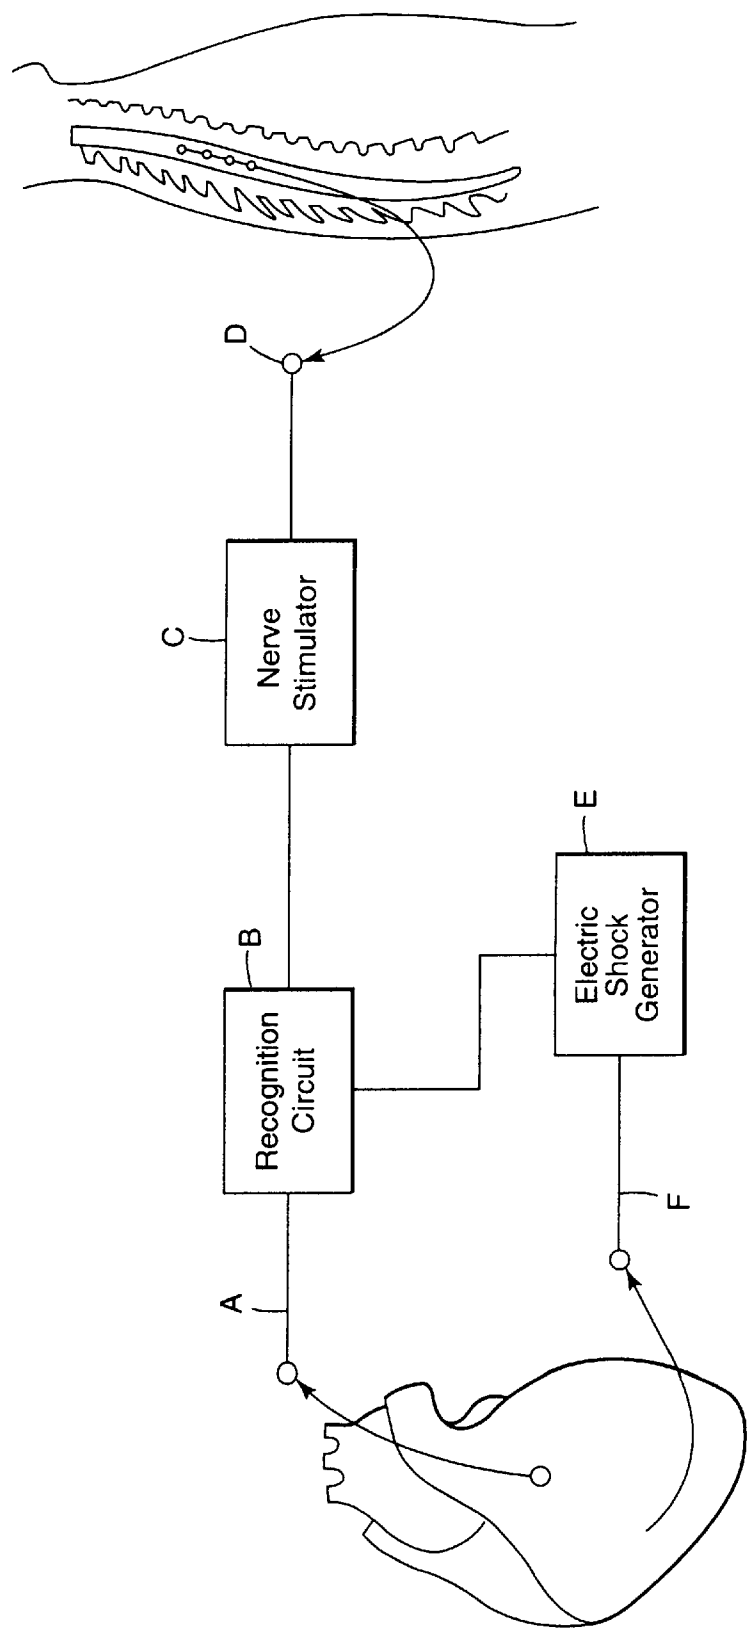 A
B
Recognition
Circuit
C
Nerve
Stimulator
D
E
Electric
Shock
Generator
F